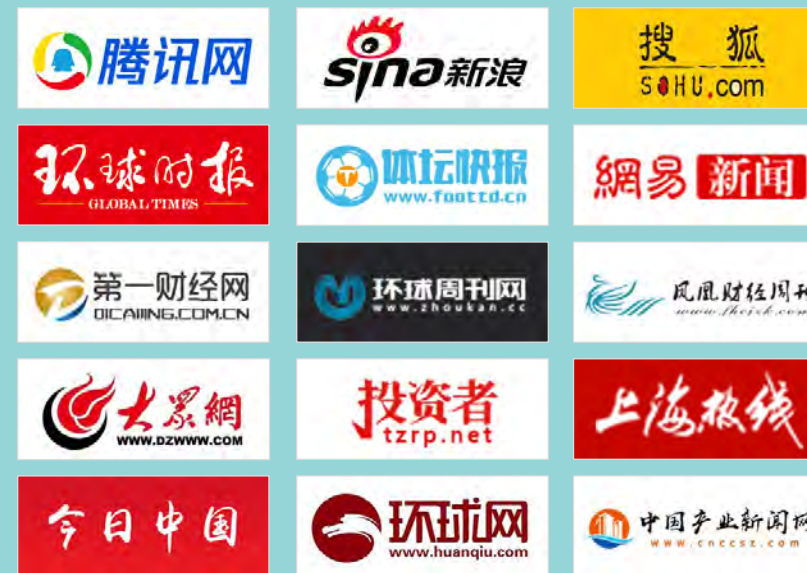 腾讯网
sina新浪
搜狐
SOHU.com
环球时报
GLOBAL TIMES
体坛快报
www.foottd.cn
網易 新闻
第一财经网
DICAIJING.COM.CN
环球周刊网
www.zhoukan.cc
凤凰财经周刊
大眾網
WWW.DZWWW.COM
投资者
tzrp.net
上海热线
今日中国
环球网
www.huanqiu.com
中国产业新闻网
www.cnccsz.com